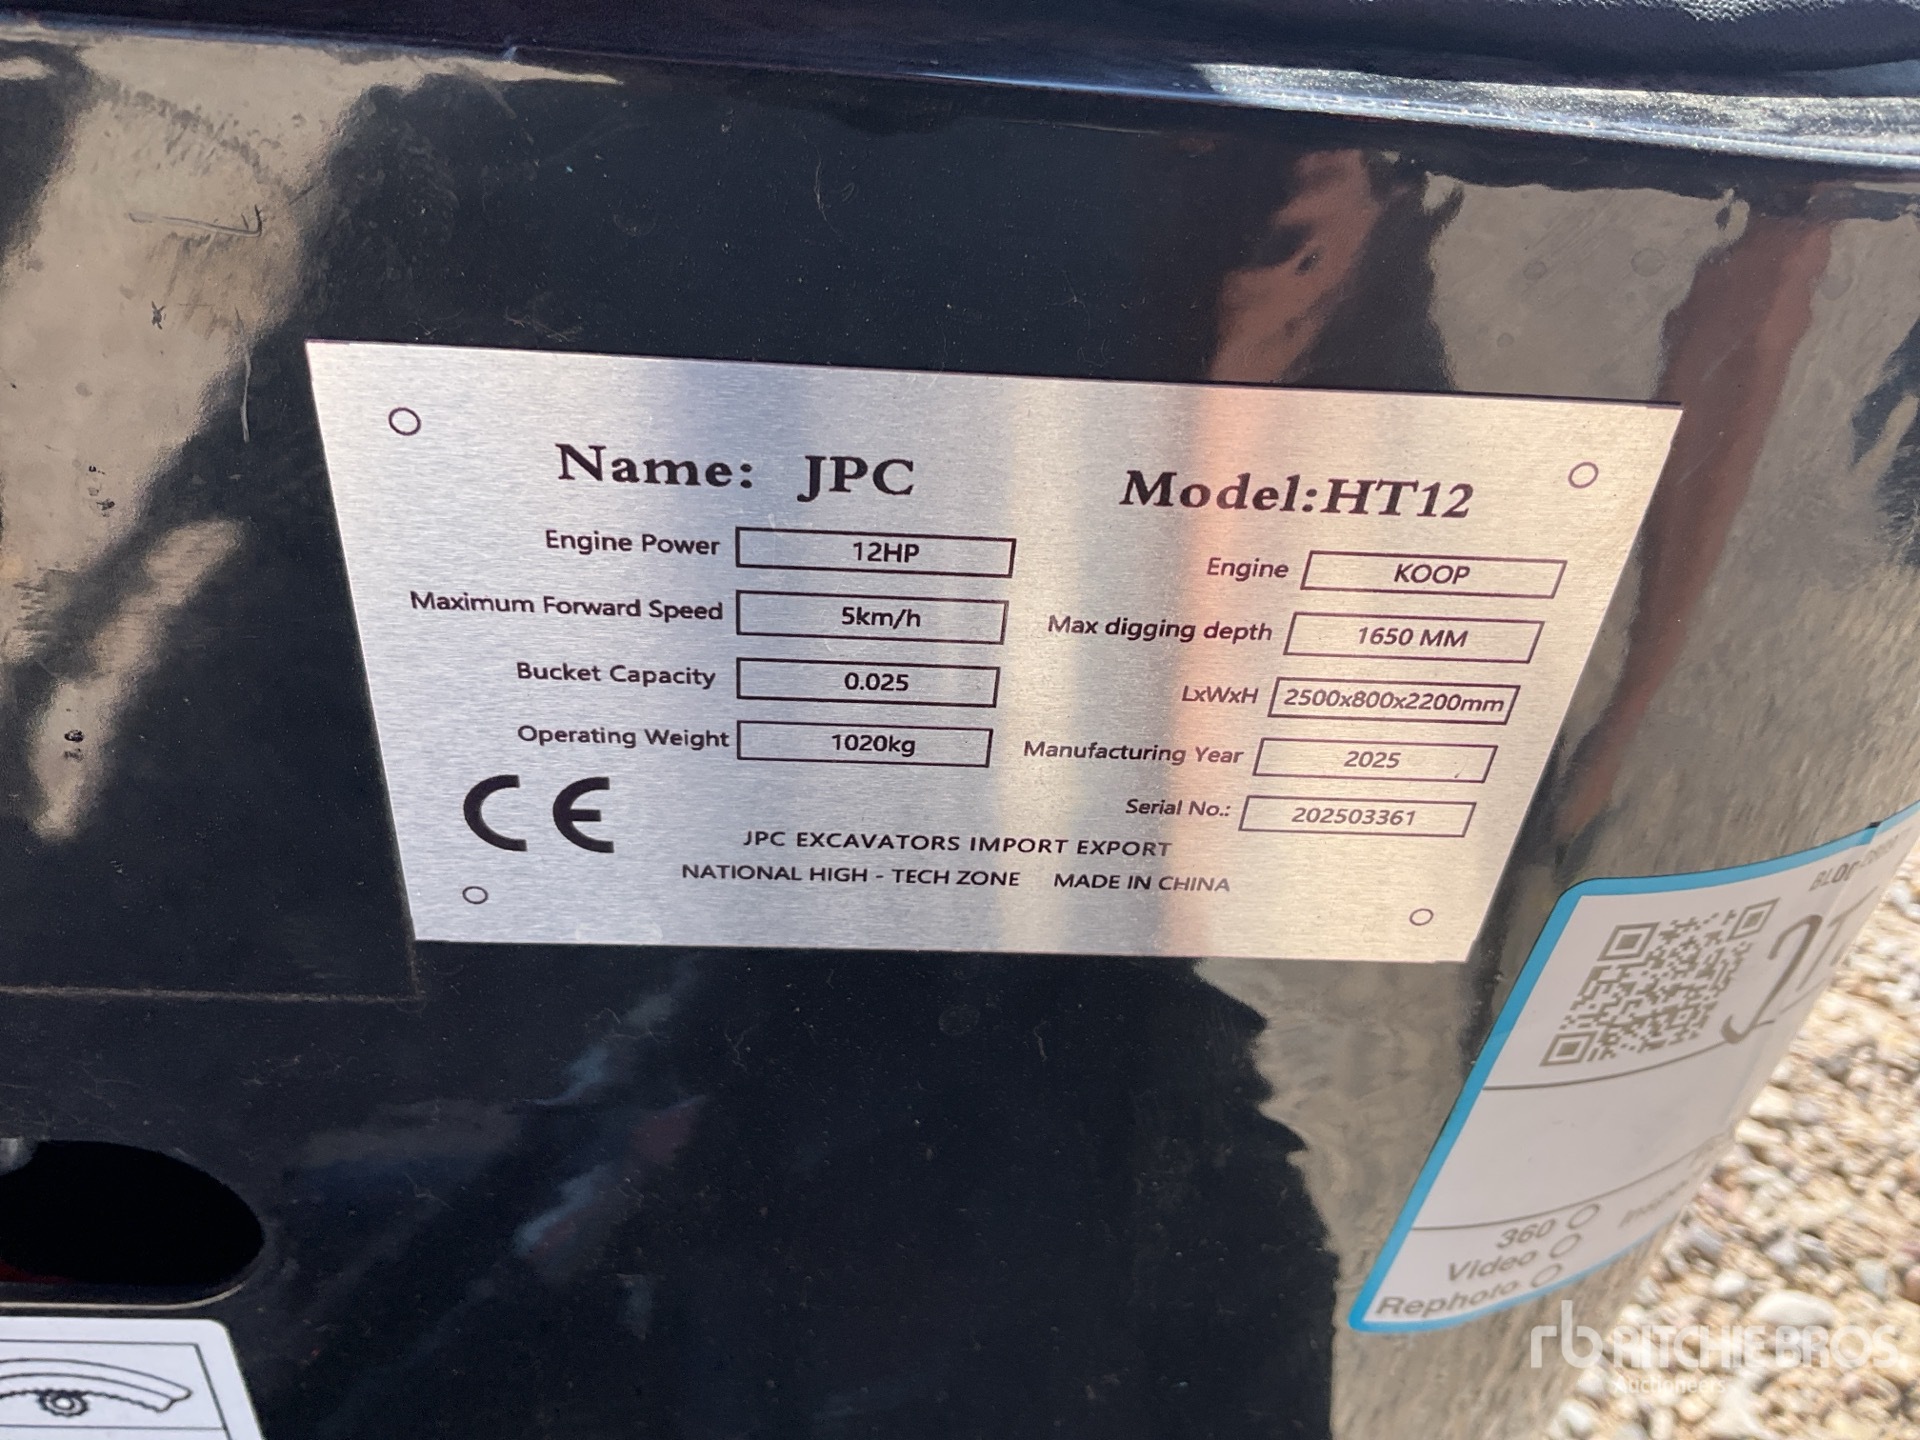 Name: JPC
Model:HT12
Engine Power 12HP
Maximum Forward Speed 5km/h
Bucket Capacity 0.025
Operating Weight 1020kg
Engine KOOP
Max digging depth 1650 MM
LxWxH 2500x800x2200mm
Manufacturing Year 2025
Serial No.: 202503361
CE
JPC EXCAVATORS IMPORT EXPORT
NATIONAL HIGH - TECH ZONE MADE IN CHINA
360
Video
Rephoto
rb RITCHIE BROS.
Auctioneers